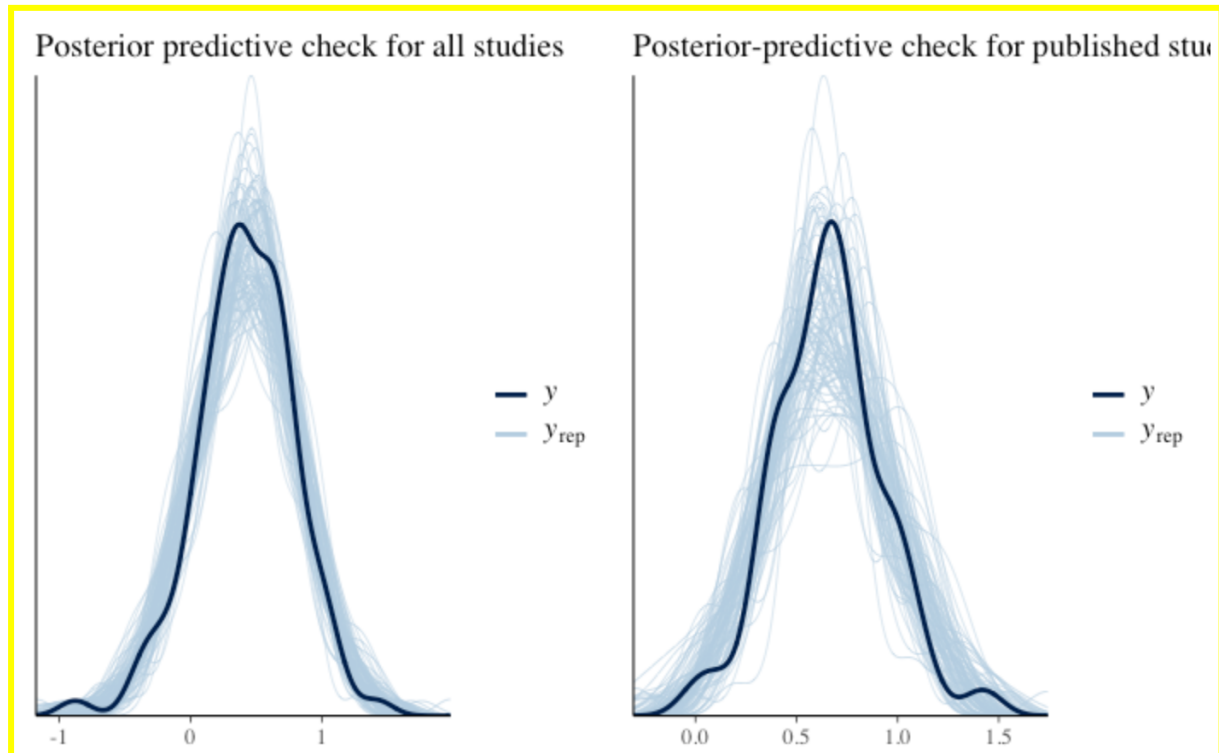 Posterior predictive check for all studies
Posterior-predictive check for published
y
yrep
-1 0 1
y
yrep
0.0 0.5 1.0 1.5